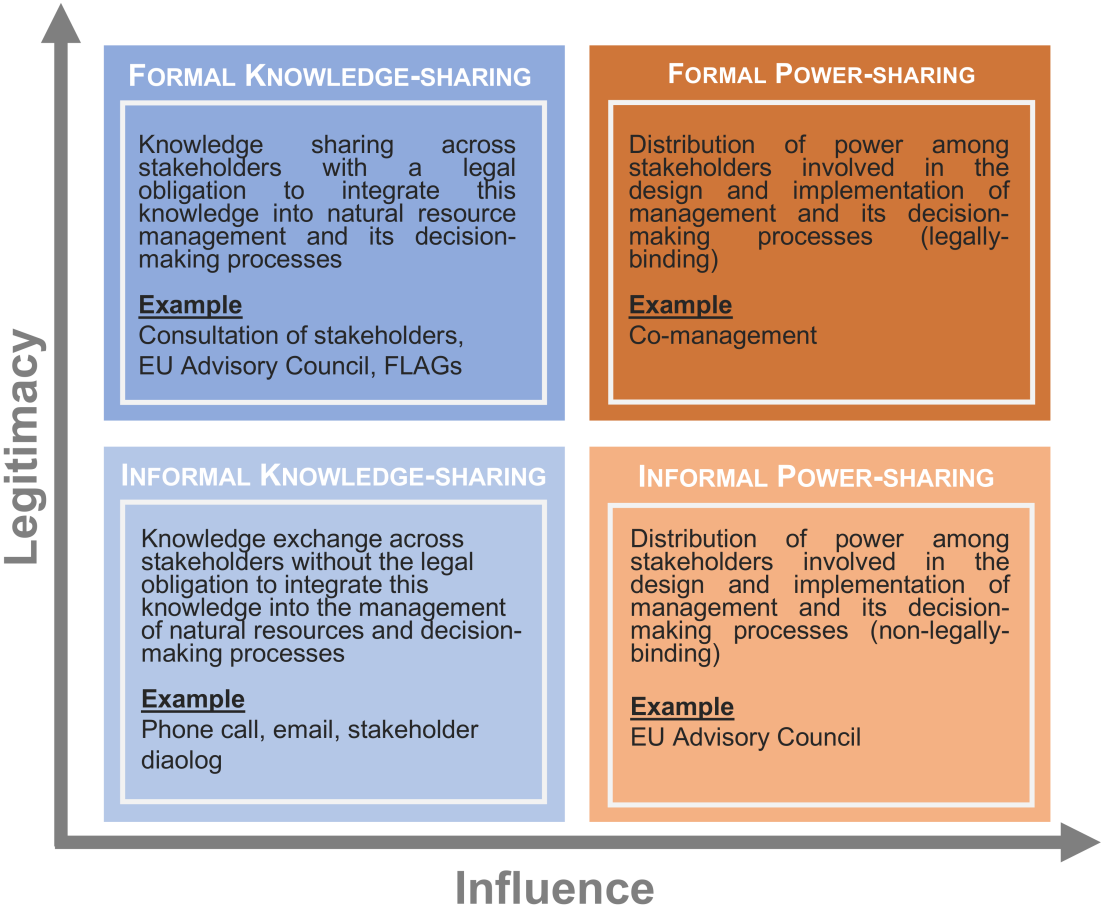 Legitimacy
FORMAL KNOWLEDGE-SHARING
Knowledge sharing across
stakeholders with a legal
obligation to integrate this
knowledge into natural resource
management and its decision-
making processes
Example
Consultation of stakeholders,
EU Advisory Council, FLAGs
FORMAL POWER-SHARING
Distribution of power among
stakeholders involved in the
design and implementation of
management and its decision-
making processes (legally-
binding)
Example
Co-management
INFORMAL KNOWLEDGE-SHARING
Knowledge exchange across
stakeholders without the legal
obligation to integrate this
knowledge into the management
of natural resources and decision-
making processes
Example
Phone call, email, stakeholder
diaolog
INFORMAL POWER-SHARING
Distribution of power among
stakeholders involved in the
design and implementation of
management and its decision-
making processes (non-legally-
binding)
Example
EU Advisory Council
Influence